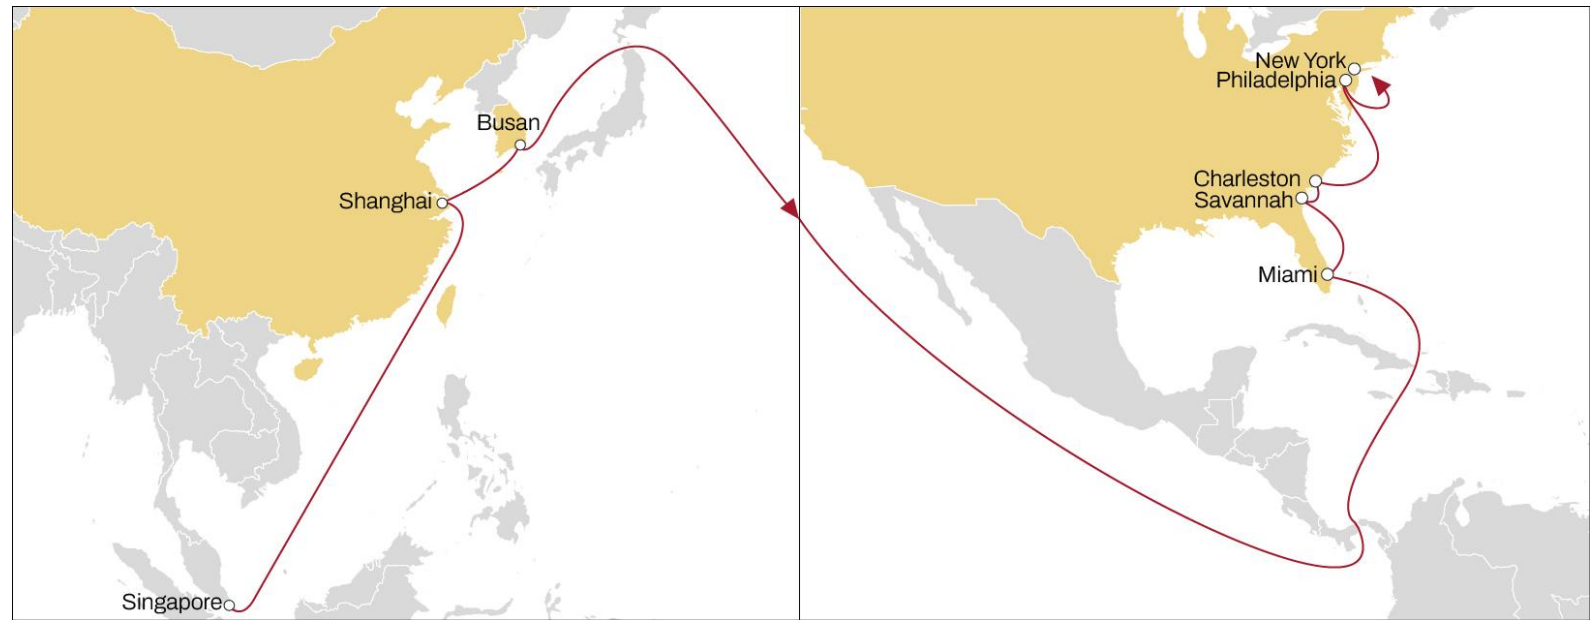 Busan
Shanghai
Singapore
New York
Philadelphia
Charleston
Savannah
Miami